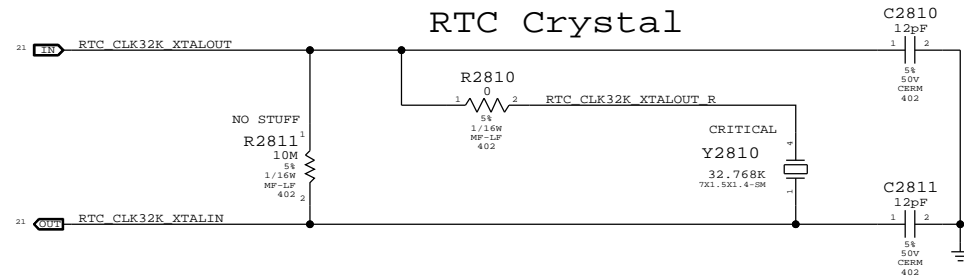 RTC Crystal
C2810
12pF
21 IN RTC_CLK32K_XTALOUT
1 2
5%
50V
CERM
402
R2810
0
1 2 RTC_CLK32K_XTALOUT_R
5%
1/16W
MF-LF
402
NO STUFF
R2811 1
10M
5%
1/16W
MF-LF
402 2
CRITICAL
4
Y2810
32.768K
7X1.5X1.4-SM
1
C2811
12pF
21 OUT RTC_CLK32K_XTALIN
1 2
5%
50V
CERM
402